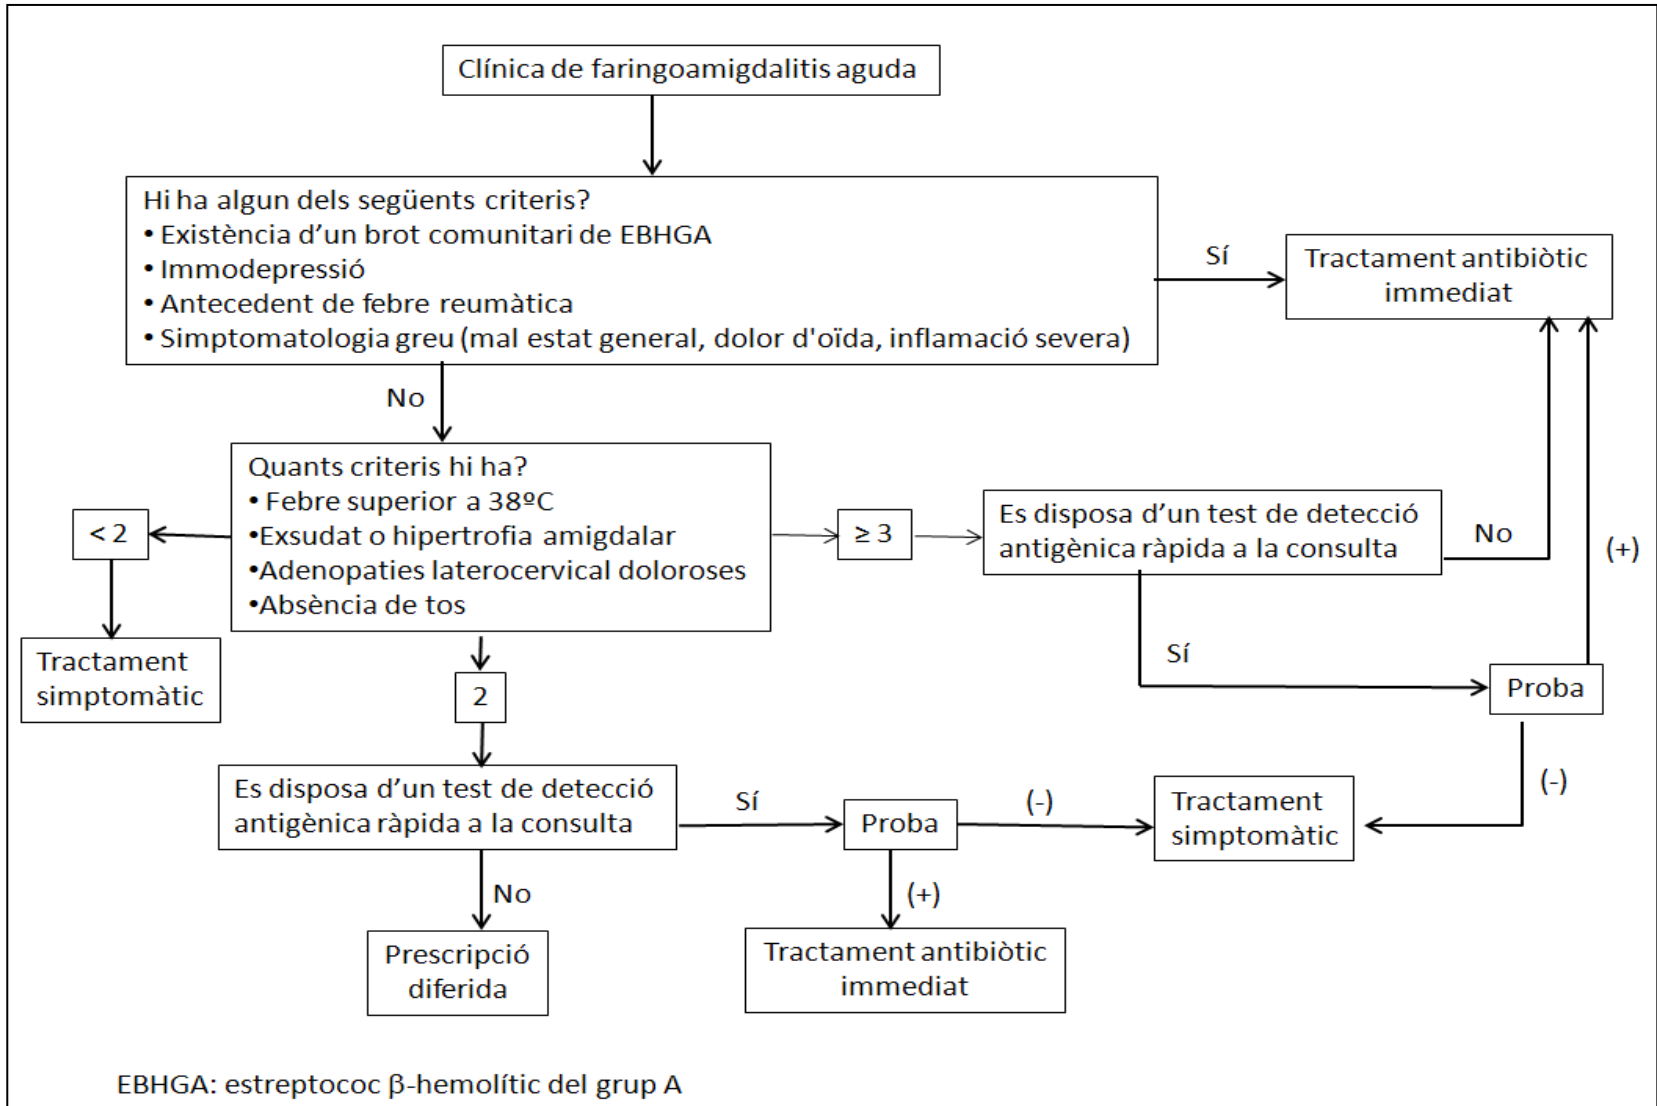 Clínica de faringoamigdalitis aguda
Hi ha algun dels següents criteris?
• Existència d'un brot comunitari de EBHGA
• Immodepressió
• Antecedent de febre reumàtica
• Simptomatologia greu (mal estat general, dolor d'oïda, inflamació severa)
Sí
Tractament antibiòtic
immediat
No
Quants criteris hi ha?
• Febre superior a 38ºC
•Exsudat o hipertrofia amigdalar
•Adenopaties laterocervical doloroses
•Absència de tos
< 2
≥ 3
Es disposa d'un test de detecció
antigènica ràpida a la consulta
No
(+)
Tractament
simptomàtic
2
Sí
Proba
(-)
Es disposa d'un test de detecció
antigènica ràpida a la consulta
Sí
Proba
(-)
Tractament
simptomàtic
No
(+)
Prescripció
diferida
Tractament antibiòtic
immediat
EBHGA: estreptococ β-hemolític del grup A